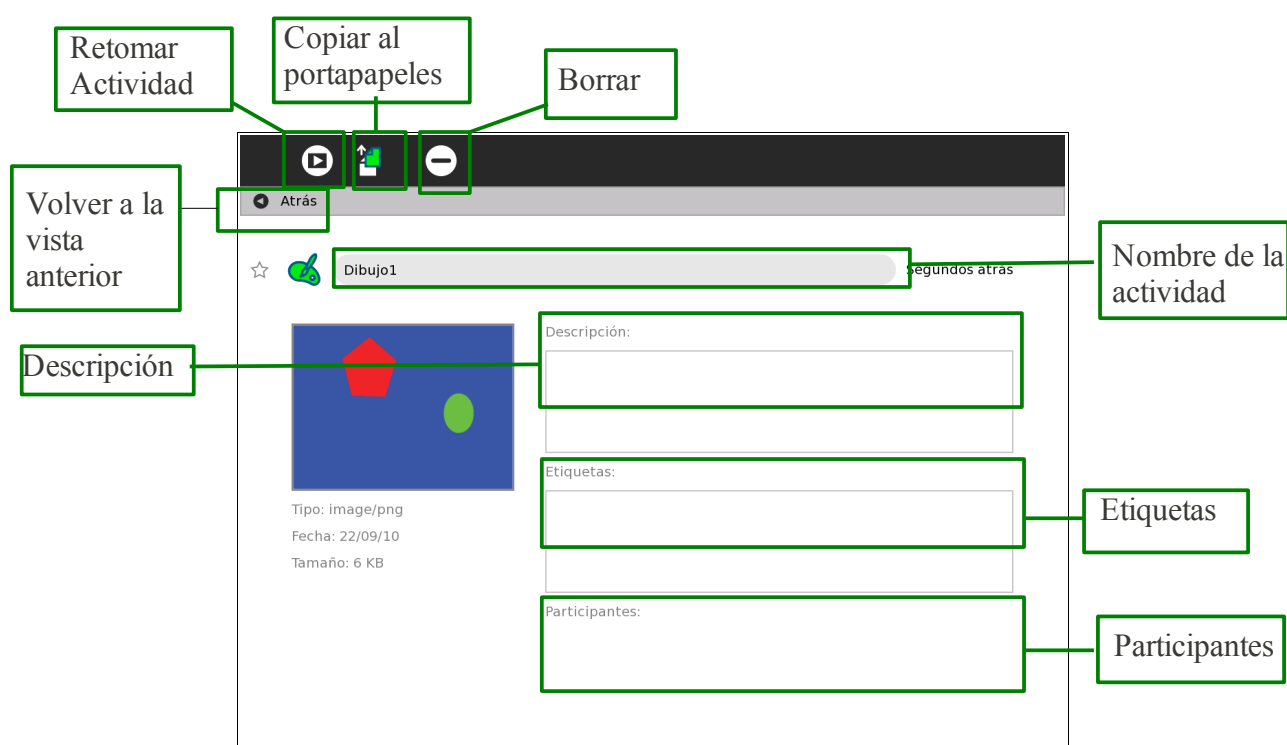 Retomar
Actividad
Copiar al
portapapeles
Borrar
Volver a la
vista
anterior
Atrás
Dibujo1
Segundos atrás
Nombre de la
actividad
Descripción
Descripción:
Etiquetas:
Etiquetas
Tipo: image/png
Fecha: 22/09/10
Tamaño: 6 KB
Participantes:
Participantes